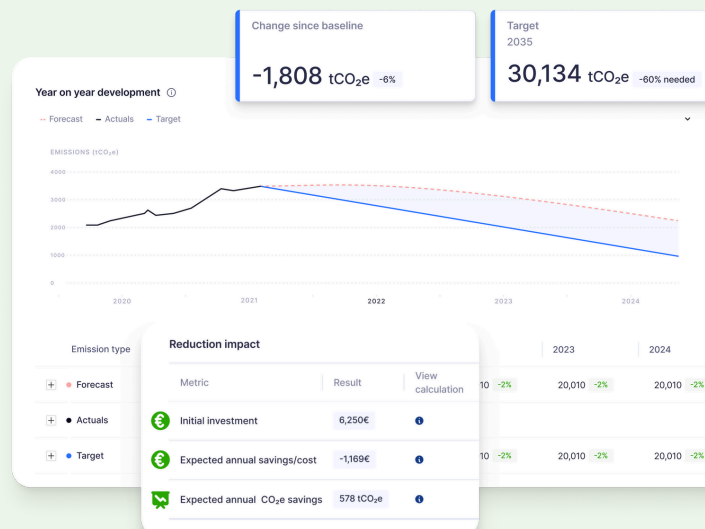 Change since baseline
-1,808 tCO₂e -6%
Target
2035
30,134 tCO₂e -60% needed
Year on year development
Forecast Actuals Target
EMISSIONS (tCO₂e)
4000
3000
2000
1000
0
2020 2021 2022 2023 2024
Emission type 2023 2024
Forecast 10 -2% 20,010 -2% 20,010 -2%
Actuals
Target 10 -2% 20,010 -2% 20,010 -2%
Reduction impact
Metric Result View
calculation
Initial investment 6,250€
Expected annual savings/cost -1,169€
Expected annual CO₂e savings 578 tCO₂e